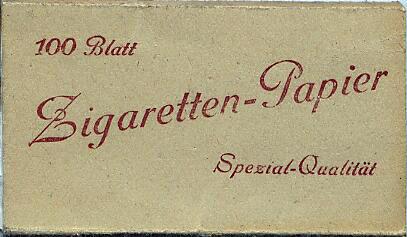 100 Blatt
Zigaretten-Papier
Spezial-Qualität